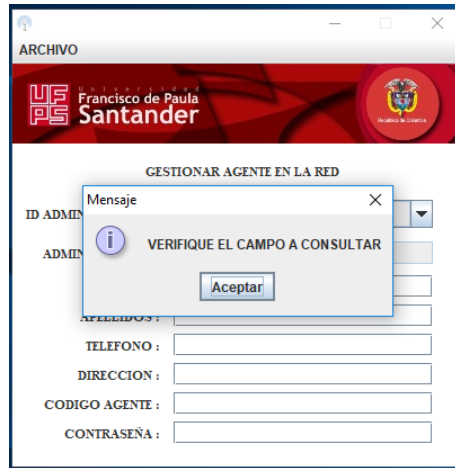 ARCHIVO
UFPS
Universidad
Francisco de Paula
Santander
República de Colombia
GESTIONAR AGENTE EN LA RED
Mensaje
ID ADMIN
VERIFIQUE EL CAMPO A CONSULTAR
ADMIN
Aceptar
APELLIDOS :
TELEFONO :
DIRECCION :
CODIGO AGENTE :
CONTRASEÑA :